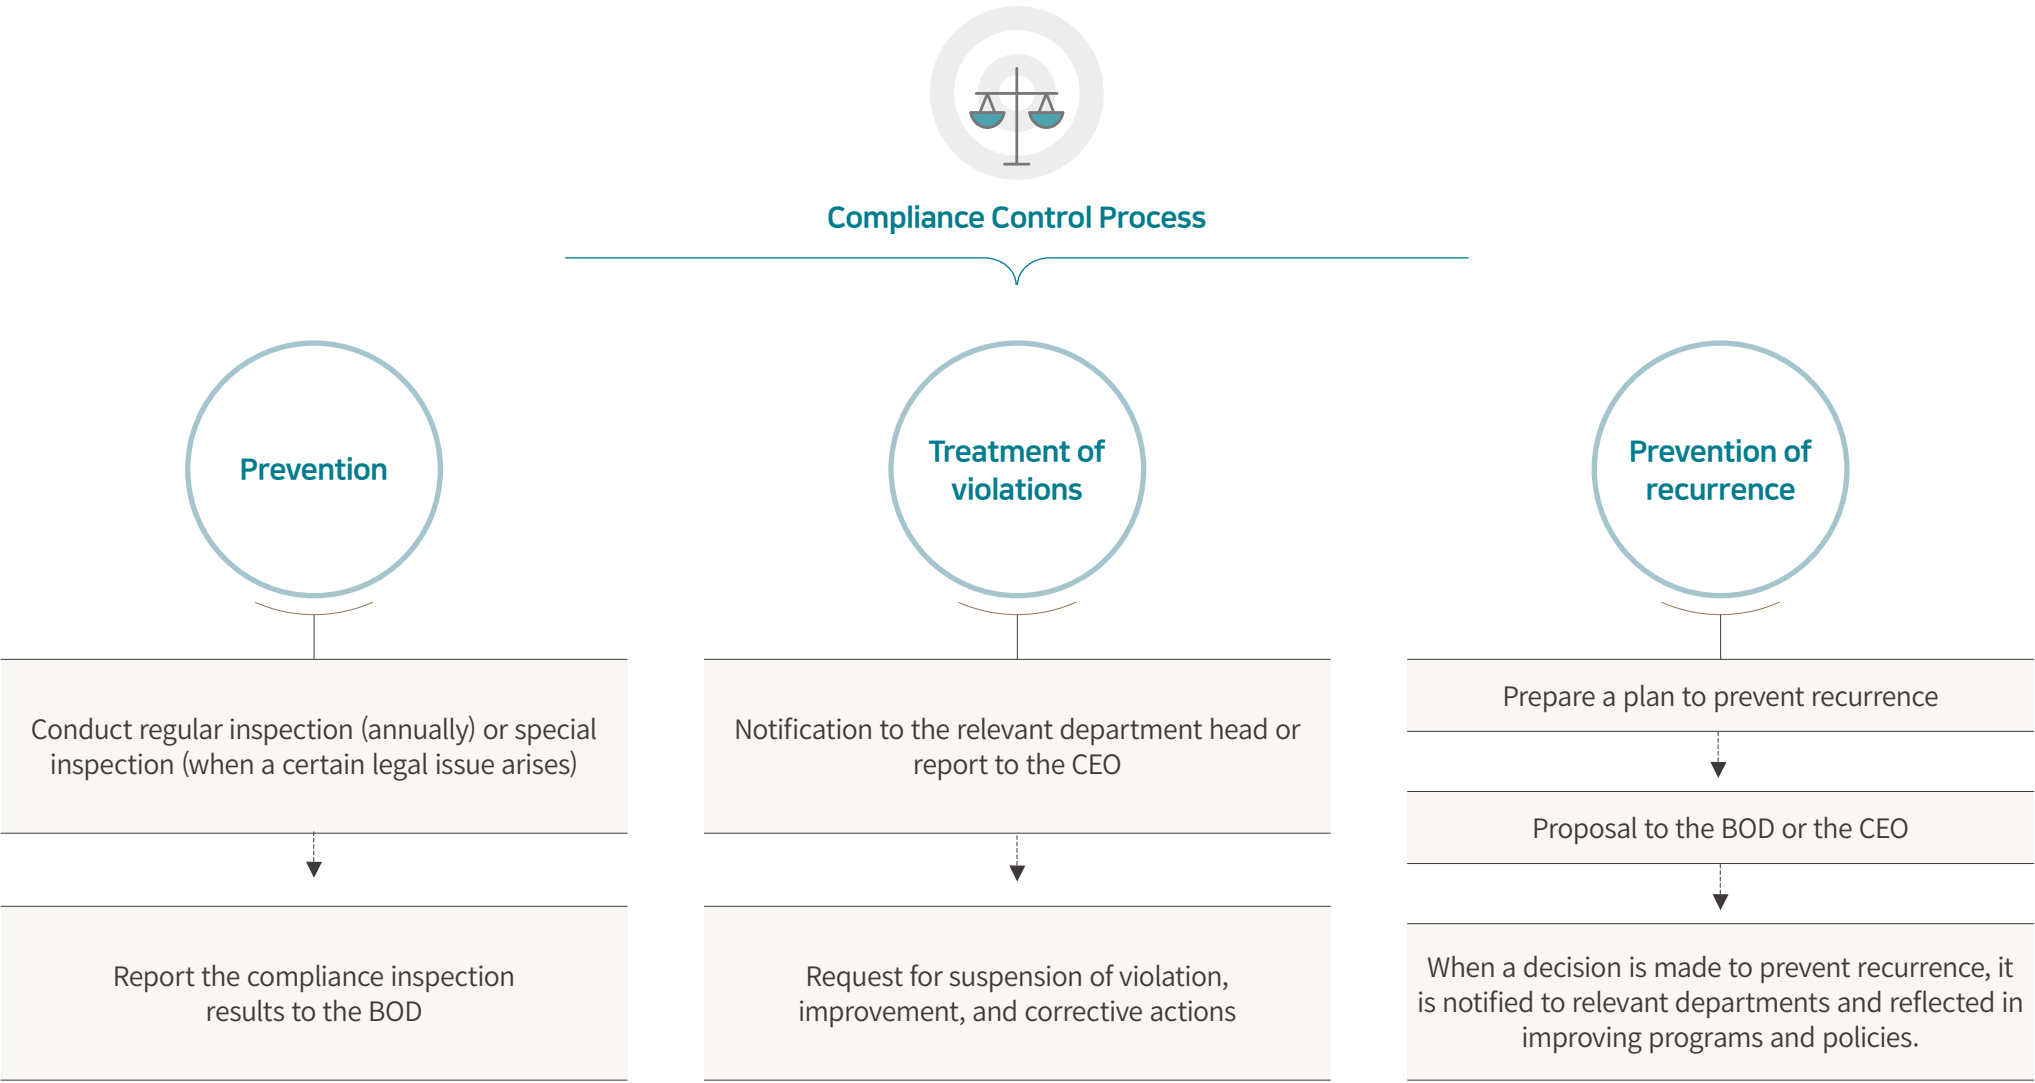 Compliance Control Process
Prevention
Conduct regular inspection (annually) or special
inspection (when a certain legal issue arises)
Report the compliance inspection
results to the BOD
Treatment of
violations
Notification to the relevant department head or
report to the CEO
Request for suspension of violation,
improvement, and corrective actions
Prevention of
recurrence
Prepare a plan to prevent recurrence
Proposal to the BOD or the CEO
When a decision is made to prevent recurrence, it
is notified to relevant departments and reflected in
improving programs and policies.